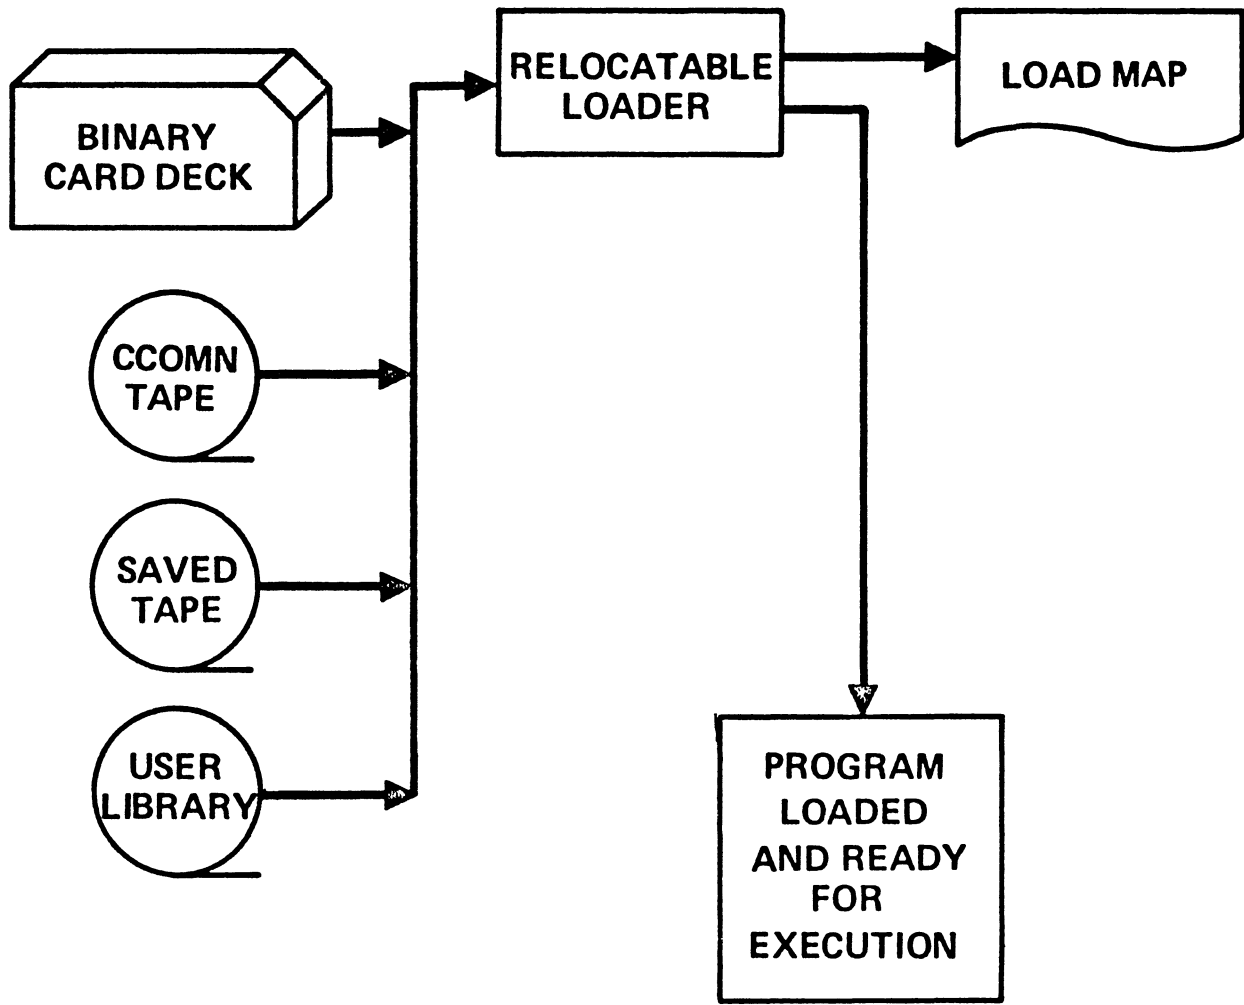 BINARY
CARD DECK
RELOCATABLE
LOADER
LOAD MAP
CCOMN
TAPE
SAVED
TAPE
USER
LIBRARY
PROGRAM
LOADED
AND READY
FOR
EXECUTION